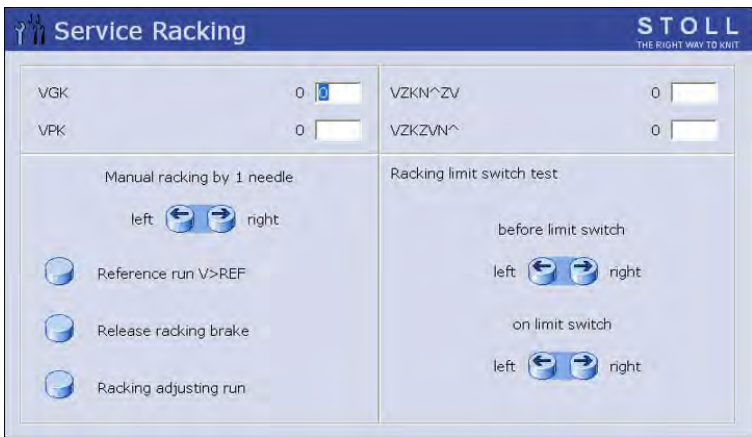 Service Racking
STOLL
THE RIGHT WAY TO KNIT
VGK 0 0
VPK 0
VZKN^ZV 0
VZKZVN^ 0
Manual racking by 1 needle
left right
Reference run V>REF
Release racking brake
Racking adjusting run
Racking limit switch test
before limit switch
left right
on limit switch
left right